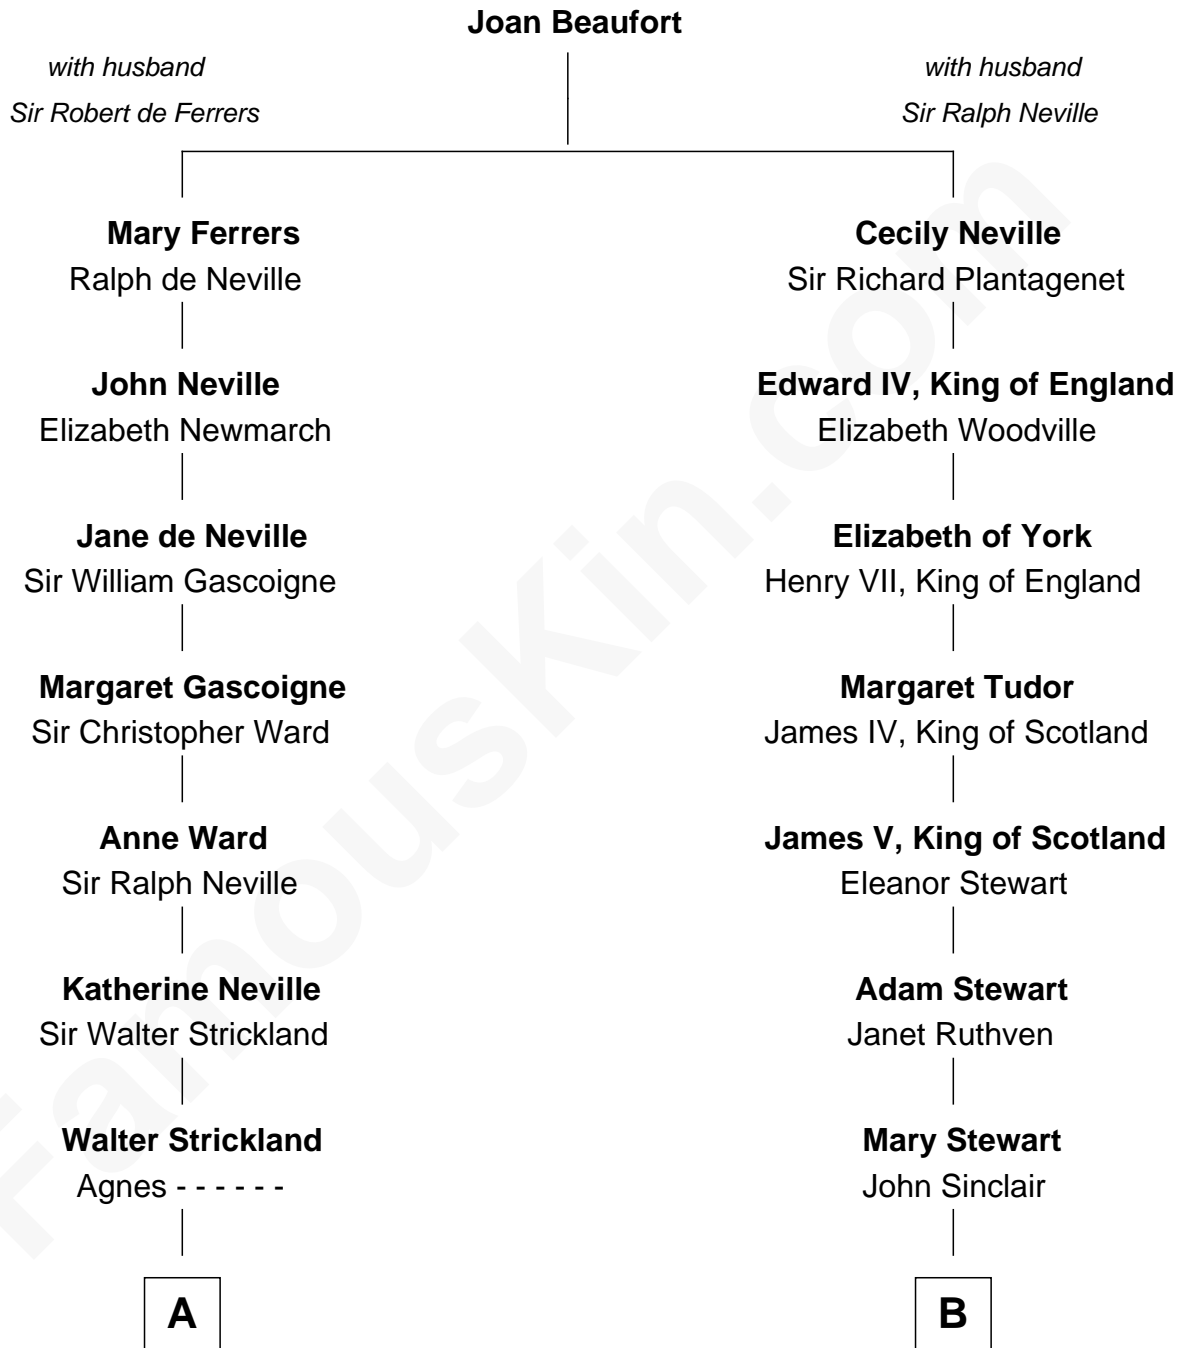 Joan Beaufort
with husband
Sir Robert de Ferrers
with husband
Sir Ralph Neville
Mary Ferrers
Ralph de Neville
Cecily Neville
Sir Richard Plantagenet
John Neville
Elizabeth Newmarch
Edward IV, King of England
Elizabeth Woodville
Jane de Neville
Sir William Gascoigne
Elizabeth of York
Henry VII, King of England
Margaret Gascoigne
Sir Christopher Ward
Margaret Tudor
James IV, King of Scotland
Anne Ward
Sir Ralph Neville
James V, King of Scotland
Eleanor Stewart
Katherine Neville
Sir Walter Strickland
Adam Stewart
Janet Ruthven
Walter Strickland
Agnes - - - - - -
Mary Stewart
John Sinclair
A
B
FamousKin.com